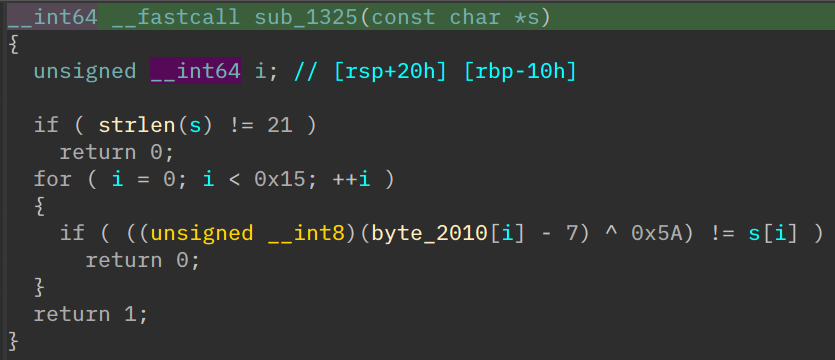 __int64 __fastcall sub_1325(const char *s)
{
  unsigned __int64 i; // [rsp+20h] [rbp-10h]

  if ( strlen(s) != 21 )
    return 0;
  for ( i = 0; i < 0x15; ++i )
  {
    if ( ((unsigned __int8)(byte_2010[i] - 7) ^ 0x5A) != s[i] )
      return 0;
  }
  return 1;
}